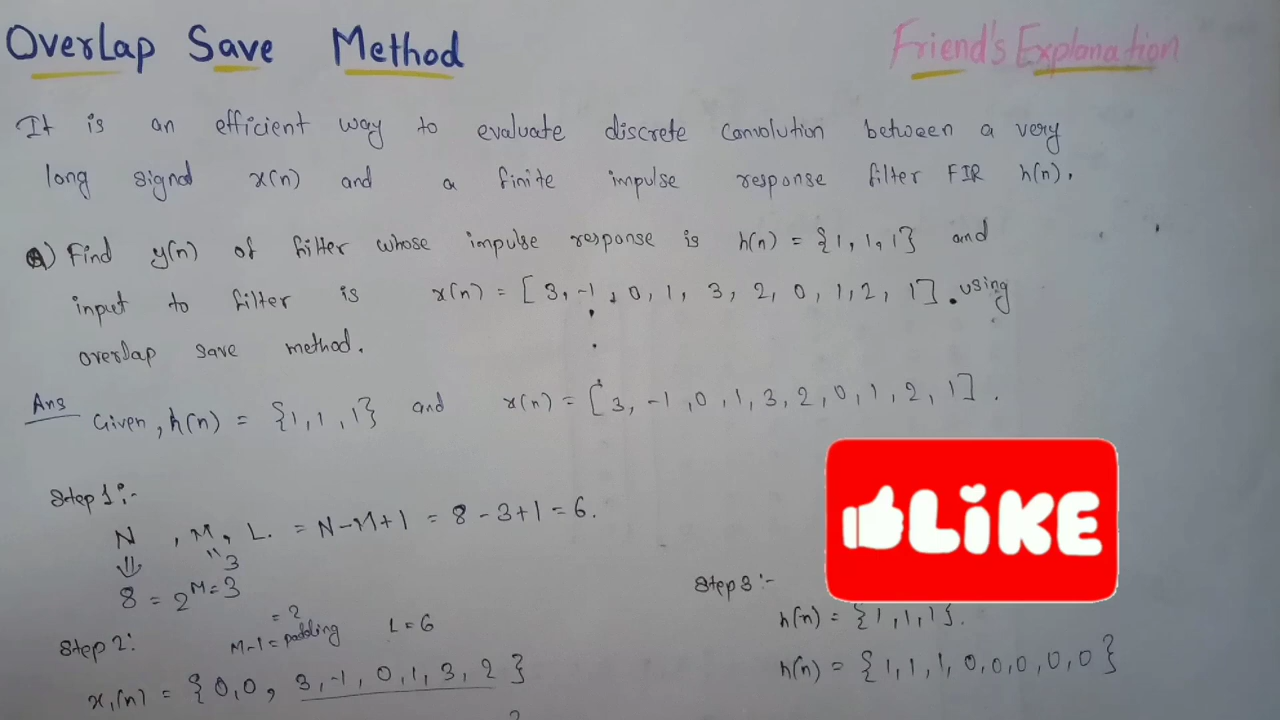 Overlap Save Method
Friend's Explanation
It is an efficient way to evaluate discrete convolution between a very
long signal x(n) and a finite impulse response filter FIR h(n).
Q) Find y(n) of filter whose impulse response is h(n) = {1, 1, 1} and
input to filter is x(n) = [3, -1, 0, 1, 3, 2, 0, 1, 2, 1]. using
overlap save method.
Ans
Given, h(n) = {1, 1, 1} and x(n) = [3, -1, 0, 1, 3, 2, 0, 1, 2, 1].
Step 1:-
N , M, L. = N-M+1 = 8-3+1 = 6.
⇓ " 3
8 = 2^M=3
Step 2:
= 2
M-1 = padding L = 6
x₁(n) = {0, 0, 3, -1, 0, 1, 3, 2}
LIKE
Step 3:-
h(n) = {1, 1, 1}.
h(n) = {1, 1, 1, 0, 0, 0, 0, 0}